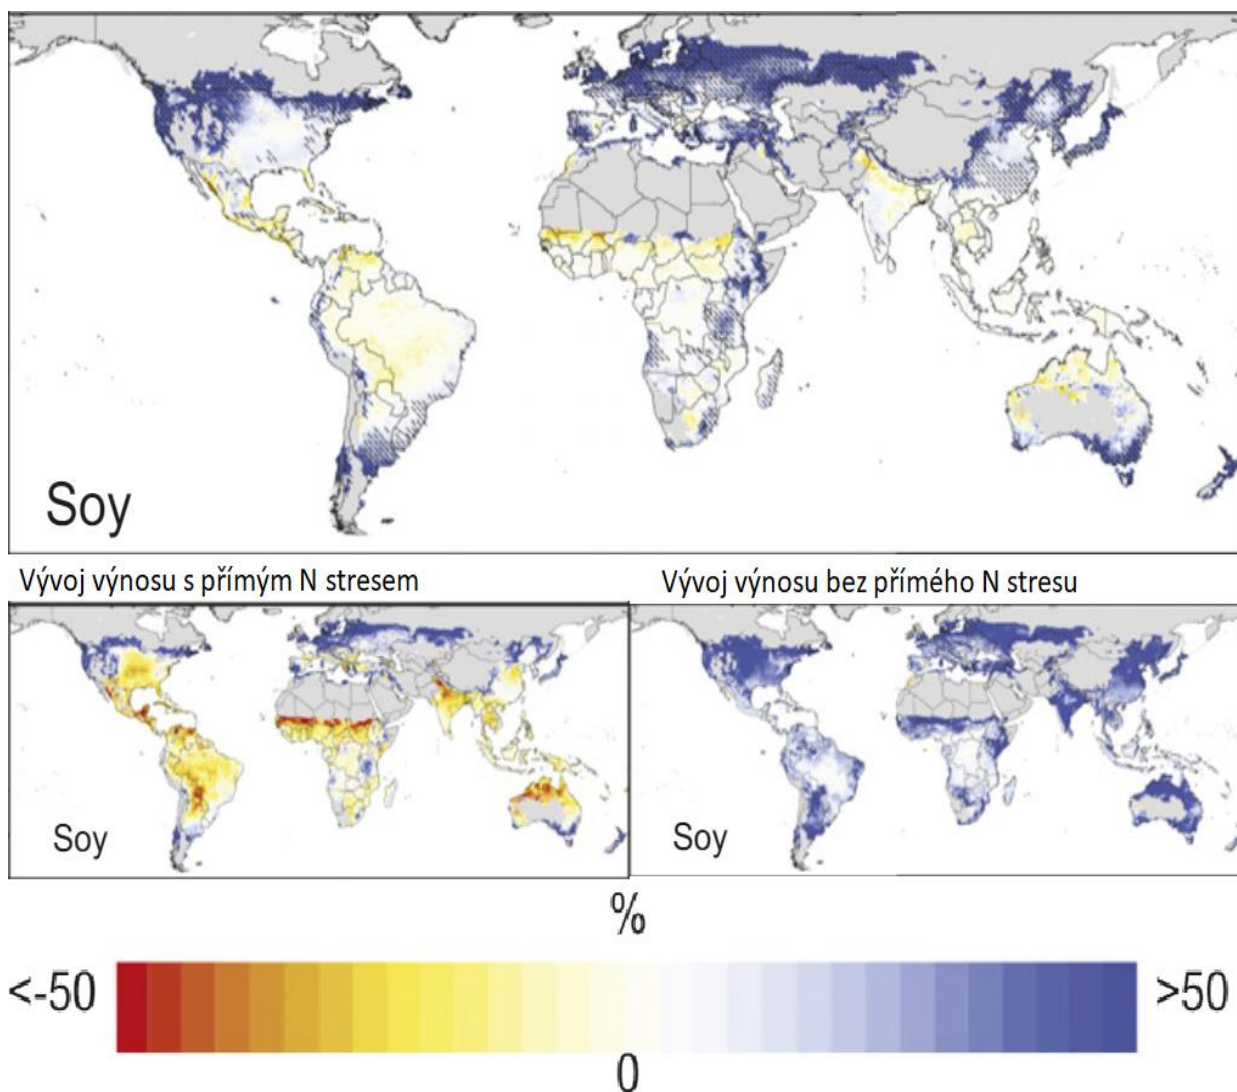 Soy
Vývoj výnosu s přímým N stresem
Vývoj výnosu bez přímého N stresu
Soy
Soy
%
<-50
>50
0